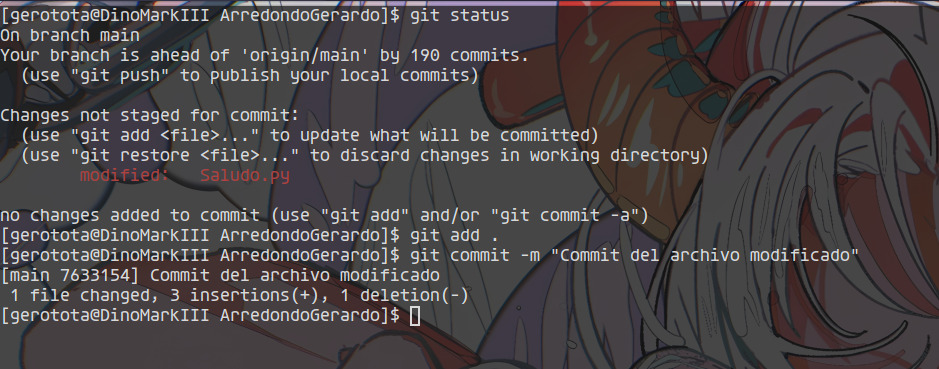 [gerotota@DinoMarkIII ArredondoGerardo]$ git status
On branch main
Your branch is ahead of 'origin/main' by 190 commits.
  (use "git push" to publish your local commits)

Changes not staged for commit:
  (use "git add <file>..." to update what will be committed)
  (use "git restore <file>..." to discard changes in working directory)
        modified:   Saludo.py

no changes added to commit (use "git add" and/or "git commit -a")
[gerotota@DinoMarkIII ArredondoGerardo]$ git add .
[gerotota@DinoMarkIII ArredondoGerardo]$ git commit -m "Commit del archivo modificado"
[main 7633154] Commit del archivo modificado
 1 file changed, 3 insertions(+), 1 deletion(-)
[gerotota@DinoMarkIII ArredondoGerardo]$